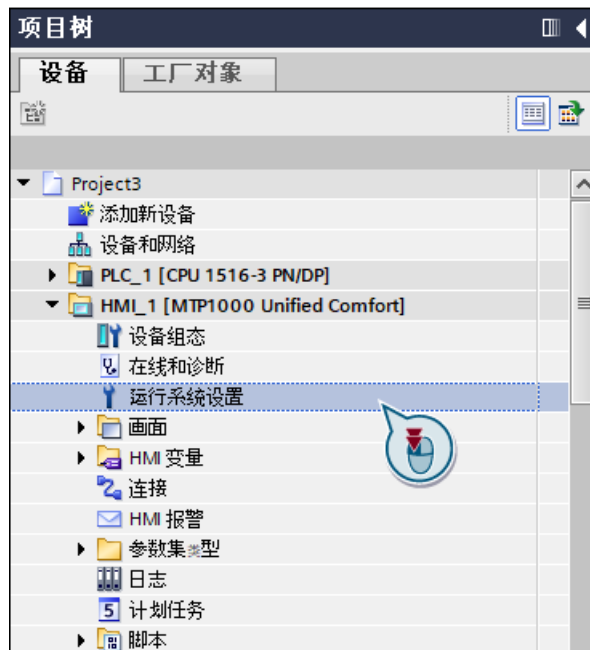 项目树
设备
工厂对象
Project3
添加新设备
设备和网络
PLC_1 [CPU 1516-3 PN/DP]
HMI_1 [MTP1000 Unified Comfort]
设备组态
在线和诊断
运行系统设置
画面
HMI 变量
连接
HMI 报警
参数集类型
日志
5 计划任务
脚本